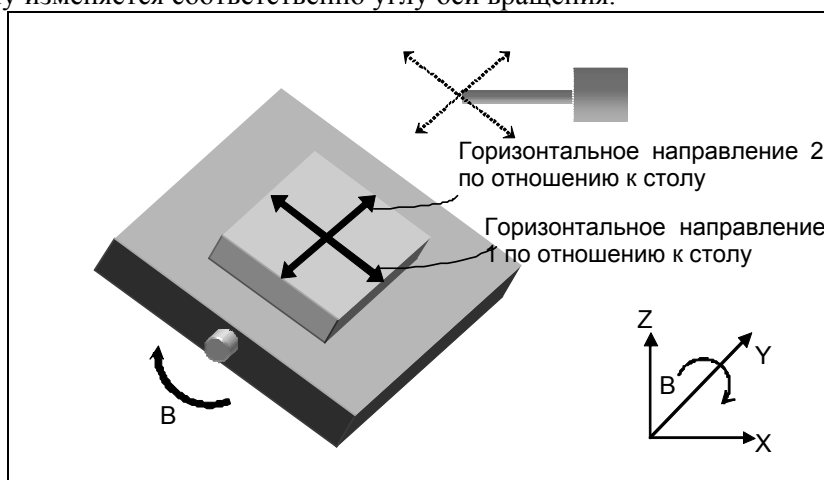 у изменяется соответственно углу оси вращения.
Горизонтальное направление 2
по отношению к столу
Горизонтальное направление
1 по отношению к столу
Z
Y
B
X
B